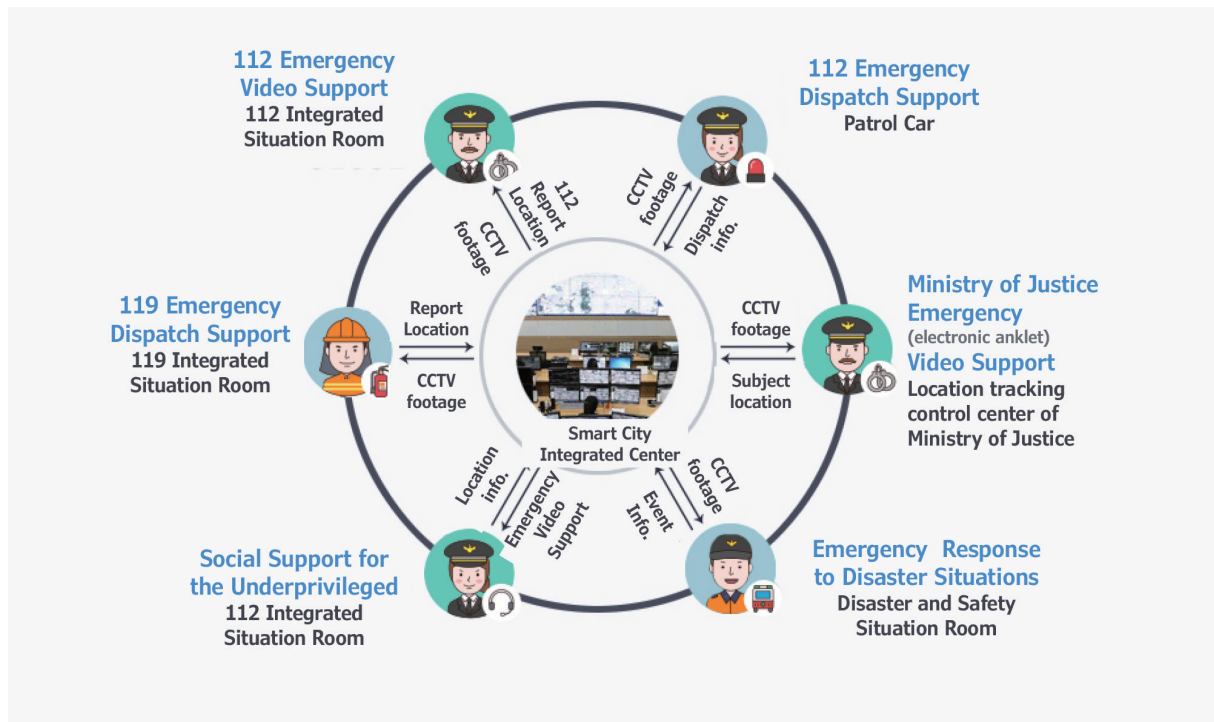 112 Emergency
Video Support
112 Integrated
Situation Room
112 Emergency
Dispatch Support
Patrol Car
112
Report
Location
CCTV
footage
CCTV
footage
Dispatch
info.
119 Emergency
Dispatch Support
119 Integrated
Situation Room
Report
Location
CCTV
footage
CCTV
footage
Subject
location
Ministry of Justice
Emergency
(electronic anklet)
Video Support
Location tracking
control center of
Ministry of Justice
Smart City
Integrated Center
Location
info.
Emergency
Video
Support
CCTV
footage
Event
Info.
Social Support for
the Underprivileged
112 Integrated
Situation Room
Emergency Response
to Disaster Situations
Disaster and Safety
Situation Room